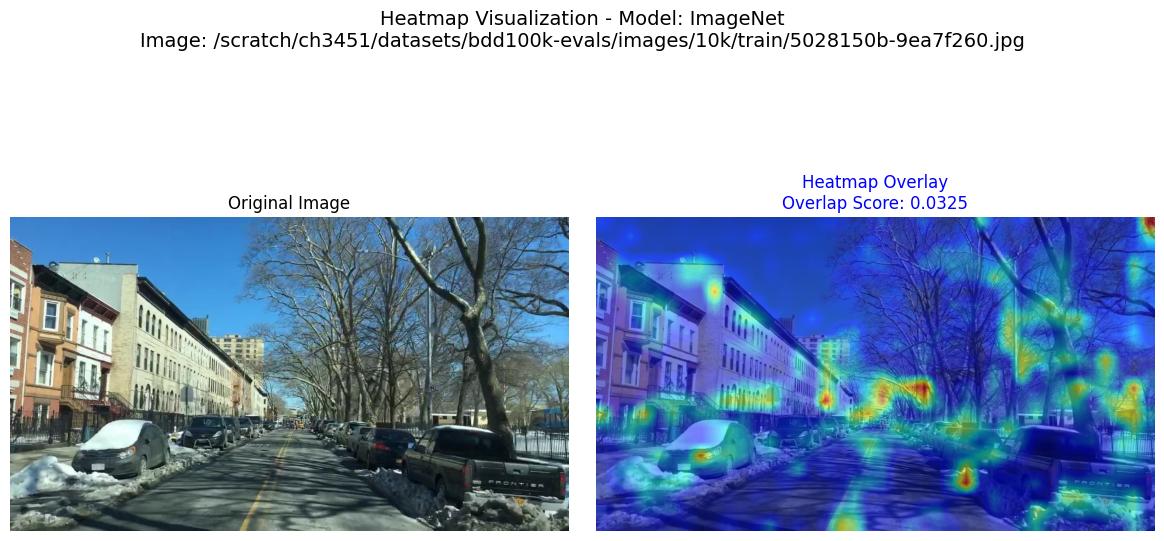 Heatmap Visualization - Model: ImageNet
Image: /scratch/ch3451/datasets/bdd100k-evals/images/10k/train/5028150b-9ea7f260.jpg
Original Image
Heatmap Overlay
Overlap Score: 0.0325
FRONTIER
FRONTIER